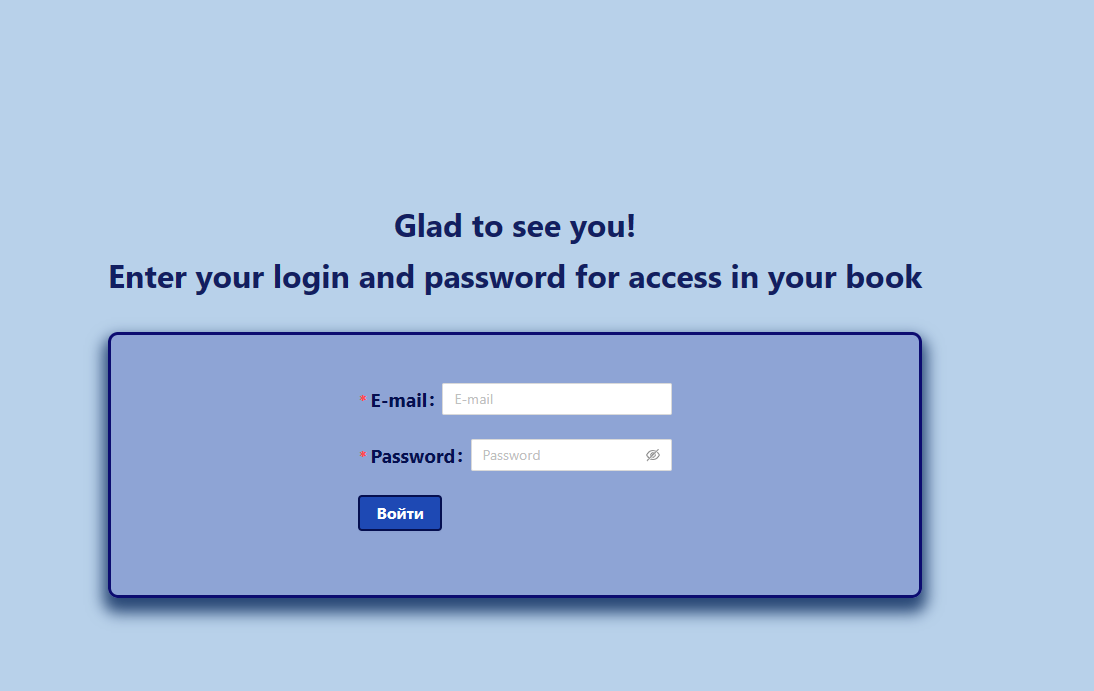 Glad to see you!
Enter your login and password for access in your book
* E-mail: E-mail
* Password: Password
Войти